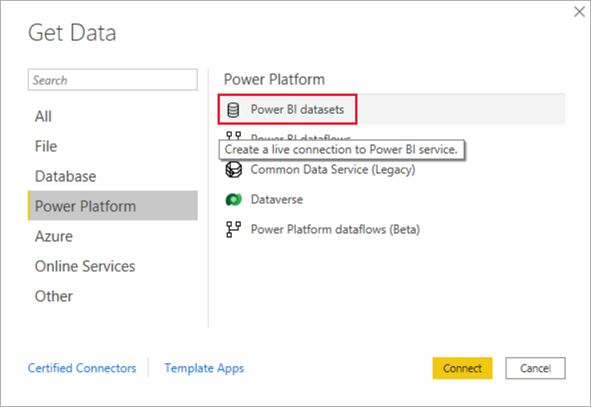 Get Data
Search
All
File
Database
Power Platform
Azure
Online Services
Other
Power Platform
Power BI datasets
Power BI dataflows
Create a live connection to Power BI service.
Common Data Service (Legacy)
Dataverse
Power Platform dataflows (Beta)
Certified Connectors
Template Apps
Connect
Cancel